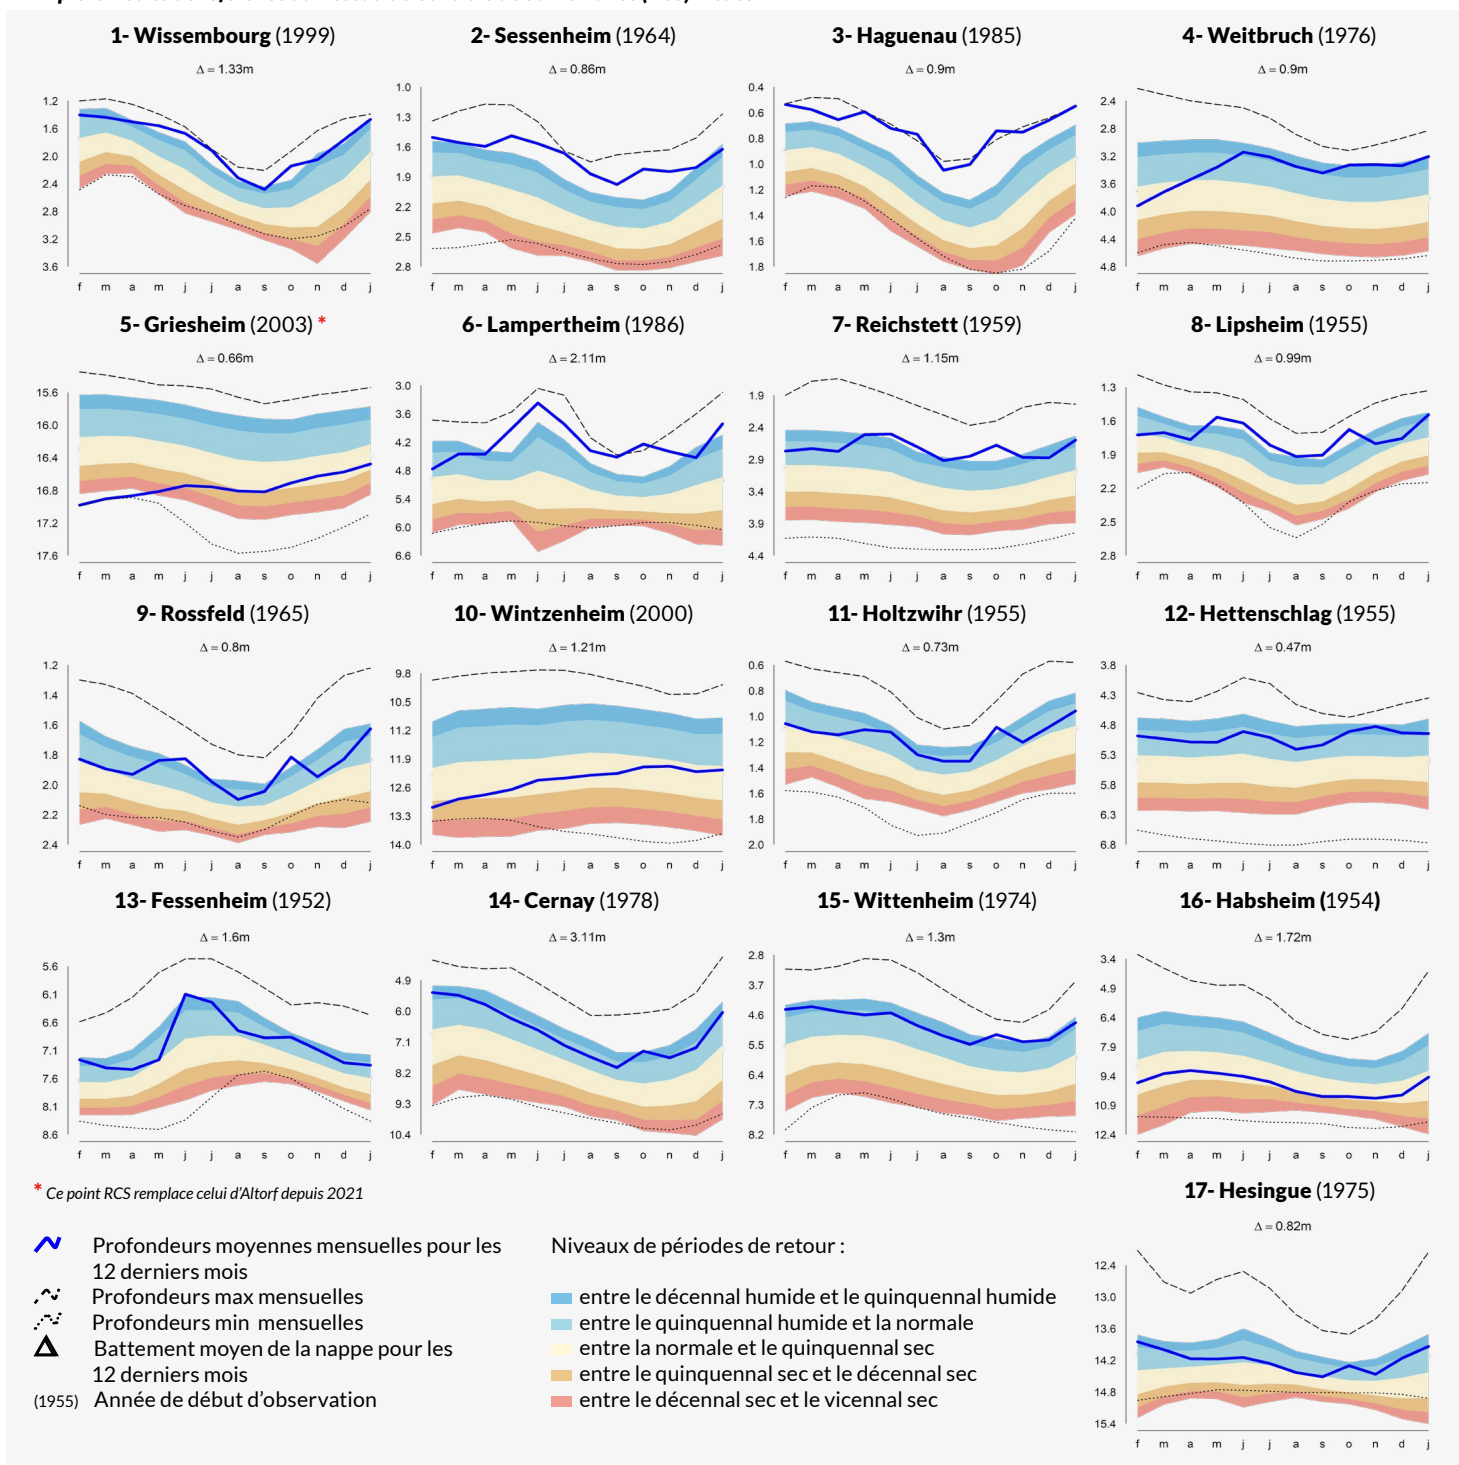 1- Wissembourg (1999)
Δ = 1.33m
1.2
1.6
2.0
2.4
2.8
3.2
3.6
f m a m j j a s o n d j
2- Sessenheim (1964)
Δ = 0.86m
1.0
1.3
1.6
1.9
2.2
2.5
2.8
f m a m j j a s o n d j
3- Haguenau (1985)
Δ = 0.9m
0.4
0.6
0.8
1.0
1.2
1.4
1.6
1.8
f m a m j j a s o n d j
4- Weitbruch (1976)
Δ = 0.9m
2.4
2.8
3.2
3.6
4.0
4.4
4.8
f m a m j j a s o n d j
5- Griesheim (2003) *
Δ = 0.66m
15.6
16.0
16.4
16.8
17.2
17.6
f m a m j j a s o n d j
6- Lampertheim (1986)
Δ = 2.11m
3.0
3.6
4.2
4.8
5.4
6.0
6.6
f m a m j j a s o n d j
7- Reichstett (1959)
Δ = 1.15m
1.9
2.4
2.9
3.4
3.9
4.4
f m a m j j a s o n d j
8- Lipsheim (1955)
Δ = 0.99m
1.3
1.6
1.9
2.2
2.5
2.8
f m a m j j a s o n d j
9- Rossfeld (1965)
Δ = 0.8m
1.2
1.4
1.6
1.8
2.0
2.2
2.4
f m a m j j a s o n d j
10- Wintzenheim (2000)
Δ = 1.21m
9.8
10.5
11.2
11.9
12.6
13.3
14.0
f m a m j j a s o n d j
11- Holtzwihr (1955)
Δ = 0.73m
0.6
0.8
1.0
1.2
1.4
1.6
1.8
2.0
f m a m j j a s o n d j
12- Hettenschlag (1955)
Δ = 0.47m
3.8
4.3
4.8
5.3
5.8
6.3
6.8
f m a m j j a s o n d j
13- Fessenheim (1952)
Δ = 1.6m
5.6
6.1
6.6
7.1
7.6
8.1
8.6
f m a m j j a s o n d j
14- Cernay (1978)
Δ = 3.11m
4.9
6.0
7.1
8.2
9.3
10.4
f m a m j j a s o n d j
15- Wittenheim (1974)
Δ = 1.3m
2.8
3.7
4.6
5.5
6.4
7.3
8.2
f m a m j j a s o n d j
16- Habsheim (1954)
Δ = 1.72m
3.4
4.9
6.4
7.9
9.4
10.9
12.4
f m a m j j a s o n d j
* Ce point RCS remplace celui d'Altorf depuis 2021
17- Hesingue (1975)
Δ = 0.82m
12.4
13.0
13.6
14.2
14.8
15.4
f m a m j j a s o n d j
Profondeurs moyennes mensuelles pour les
12 derniers mois
Profondeurs max mensuelles
Profondeurs min mensuelles
Δ Battement moyen de la nappe pour les
12 derniers mois
(1955) Année de début d'observation
Niveaux de périodes de retour :
entre le décennal humide et le quinquennal humide
entre le quinquennal humide et la normale
entre la normale et le quinquennal sec
entre le quinquennal sec et le décennal sec
entre le décennal sec et le vicennal sec